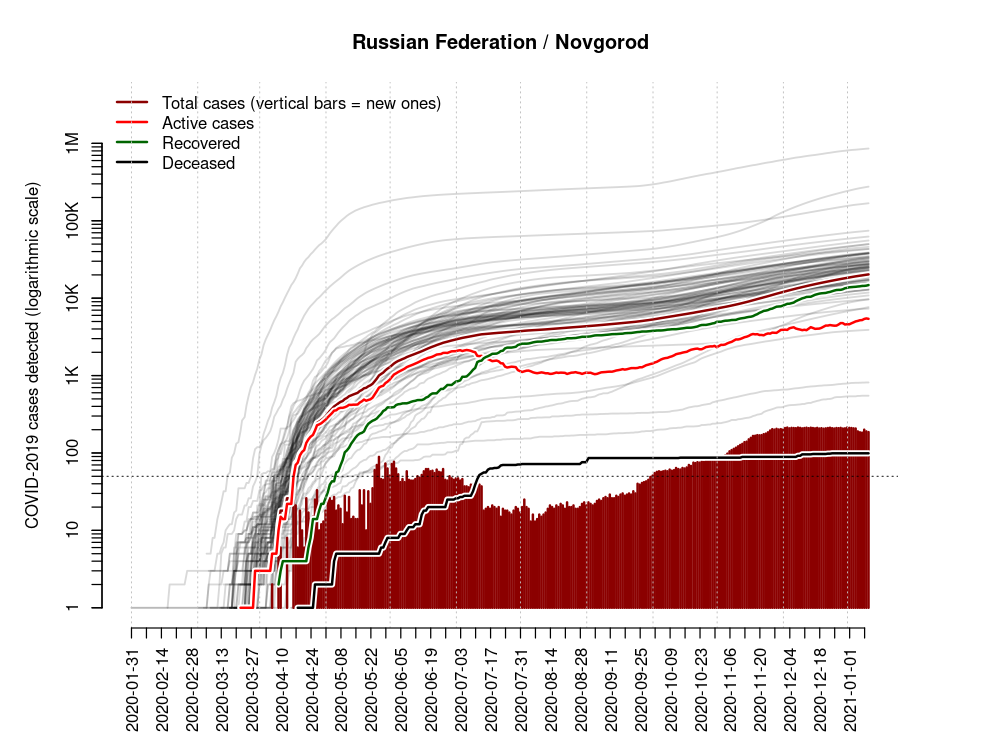 Russian Federation / Novgorod
Total cases (vertical bars = new ones)
Active cases
Recovered
Deceased
COVID-2019 cases detected (logarithmic scale)
1M
100K
10K
1K
100
10
1
2020-01-31
2020-02-14
2020-02-28
2020-03-13
2020-03-27
2020-04-10
2020-04-24
2020-05-08
2020-05-22
2020-06-05
2020-06-19
2020-07-03
2020-07-17
2020-07-31
2020-08-14
2020-08-28
2020-09-11
2020-09-25
2020-10-09
2020-10-23
2020-11-06
2020-11-20
2020-12-04
2020-12-18
2021-01-01